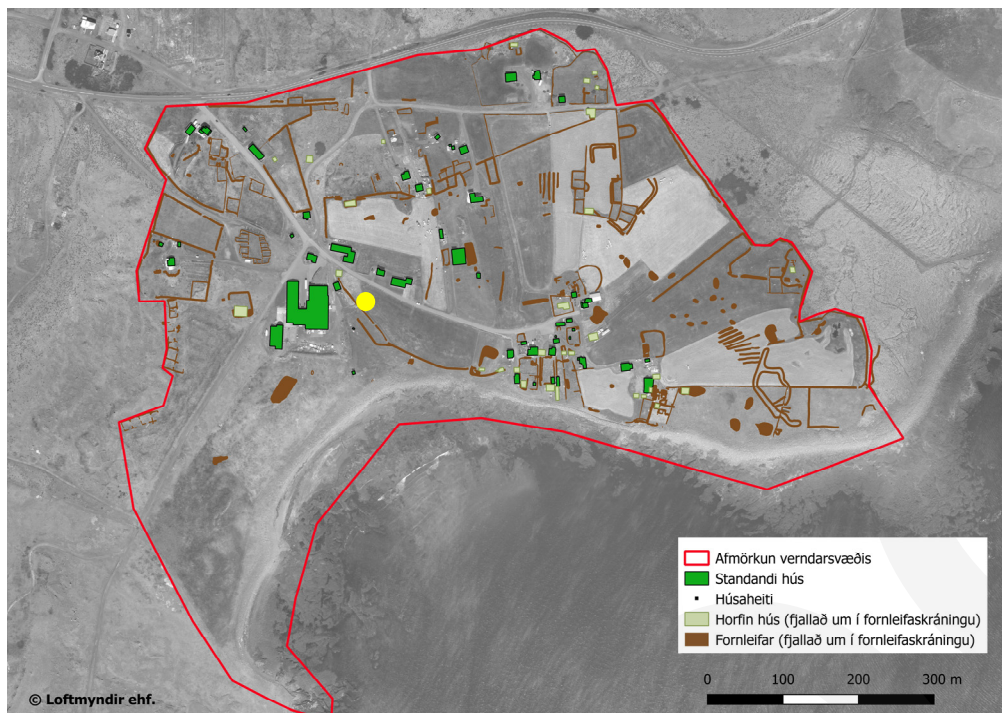 Afmörkun verndarsvæðis
Standandi hús
Húsaheiti
Horfin hús (fjallað um í fornleifaskráningu)
Fornleifar (fjallað um í fornleifaskráningu)
0 100 200 300 m
© Loftmyndir ehf.